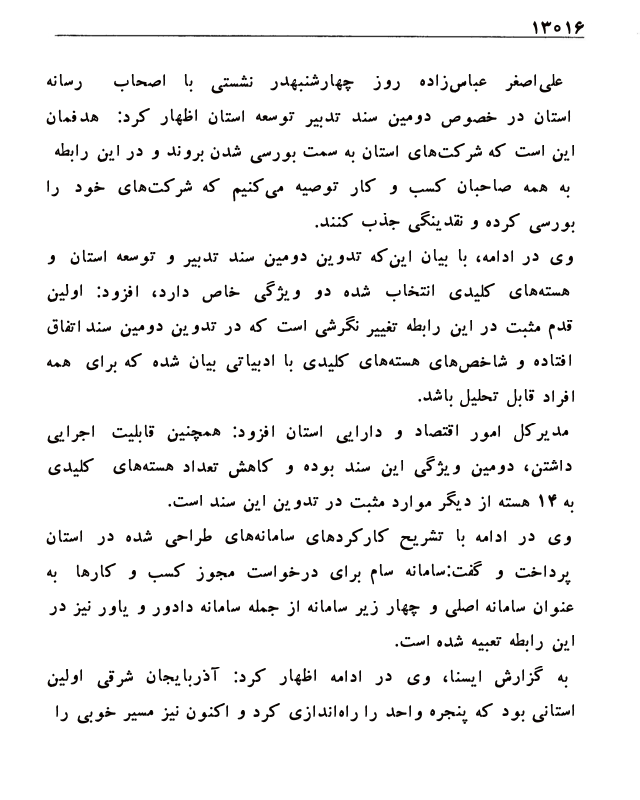 ۱۳۰۱۶
علی‌اصغر عباس‌زاده روز چهارشنبهدر نشستی با اصحاب رسانه
استان در خصوص دومین سند تدبیر توسعه استان اظهار کرد: هدفمان
این است که شرکت‌های استان به سمت بورسی شدن بروند و در این رابطه
به همه صاحبان کسب و کار توصیه می‌کنیم که شرکت‌های خود را
بورسی کرده و نقدینگی جذب کنند.
وی در ادامه، با بیان این‌که تدوین دومین سند تدبیر و توسعه استان و
هسته‌های کلیدی انتخاب شده دو ویژگی خاص دارد، افزود: اولین
قدم مثبت در این رابطه تغییر نگرشی است که در تدوین دومین سند اتفاق
افتاده و شاخص‌های هسته‌های کلیدی با ادبیاتی بیان شده که برای همه
افراد قابل تحلیل باشد.
مدیرکل امور اقتصاد و دارایی استان افزود: همچنین قابلیت اجرایی
داشتن، دومین ویژگی این سند بوده و کاهش تعداد هسته‌های کلیدی
به ۱۴ هسته از دیگر موارد مثبت در تدوین این سند است.
وی در ادامه با تشریح کارکردهای سامانه‌های طراحی شده در استان
پرداخت و گفت:سامانه سام برای درخواست مجوز کسب و کارها به
عنوان سامانه اصلی و چهار زیر سامانه از جمله سامانه دادور و یاور نیز در
این رابطه تعبیه شده است.
به گزارش ایسنا، وی در ادامه اظهار کرد: آذربایجان شرقی اولین
استانی بود که پنجره واحد را راه‌اندازی کرد و اکنون نیز مسیر خوبی را